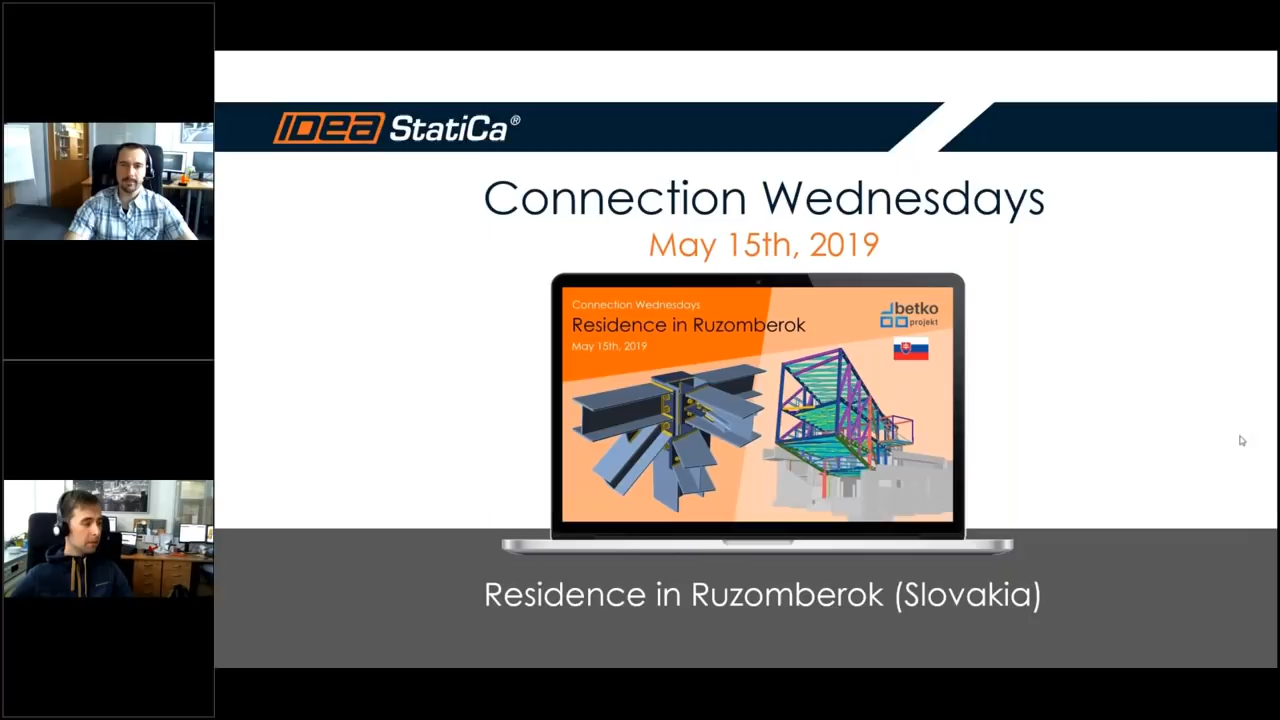 IDEA StatiCa®
Connection Wednesdays
May 15th, 2019
Connection Wednesdays
Residence in Ruzomberok
May 15th, 2019
betko
projekt
Residence in Ruzomberok (Slovakia)